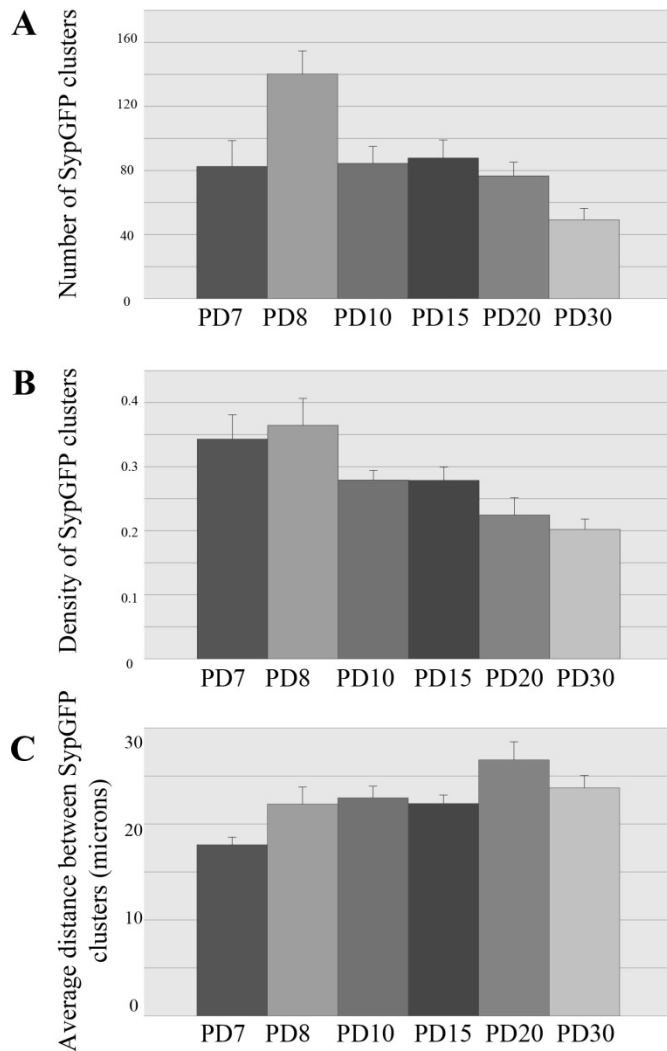 A
Number of SypGFP clusters
160
120
80
40
0
PD7 PD8 PD10 PD15 PD20 PD30
B
Density of SypGFP clusters
0.4
0.3
0.2
0.1
0
PD7 PD8 PD10 PD15 PD20 PD30
C
Average distance between SypGFP
clusters (microns)
30
20
10
0
PD7 PD8 PD10 PD15 PD20 PD30